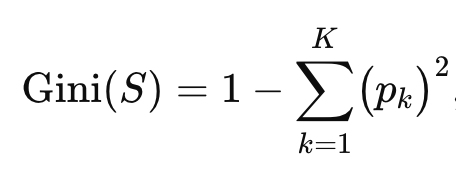 Gini(S) = 1 − ∑_{k=1}^{K} (p_k)^2.